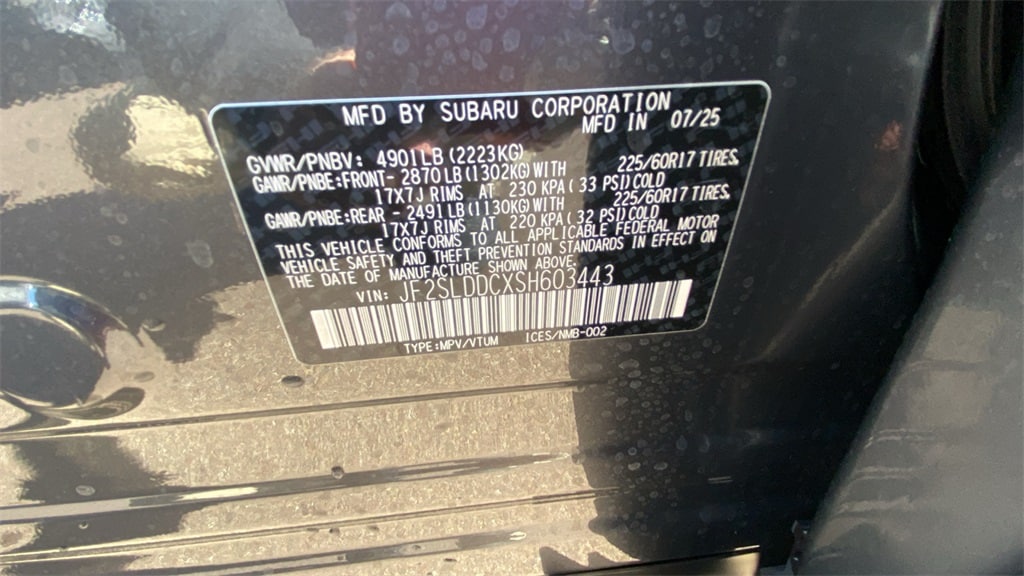 MFD BY SUBARU CORPORATION
MFD IN 07/25
GVWR/PNBV: 4901LB (2223KG)
GAWR/PNBE:FRONT- 2870LB (1302KG) WITH 225/60R17 TIRES.
17X7J RIMS AT 230 KPA( 33 PSI)COLD
GAWR/PNBE:REAR - 2491LB (1130KG) WITH 225/60R17 TIRES.
17X7J RIMS AT 220 KPA( 32 PSI)COLD
THIS VEHICLE CONFORMS TO ALL APPLICABLE FEDERAL MOTOR
VEHICLE SAFETY AND THEFT PREVENTION STANDARDS IN EFFECT ON
THE DATE OF MANUFACTURE SHOWN ABOVE.
VIN: JF2SLDDCXSH603443
TYPE:MPV/VTUM ICES/NMB-002